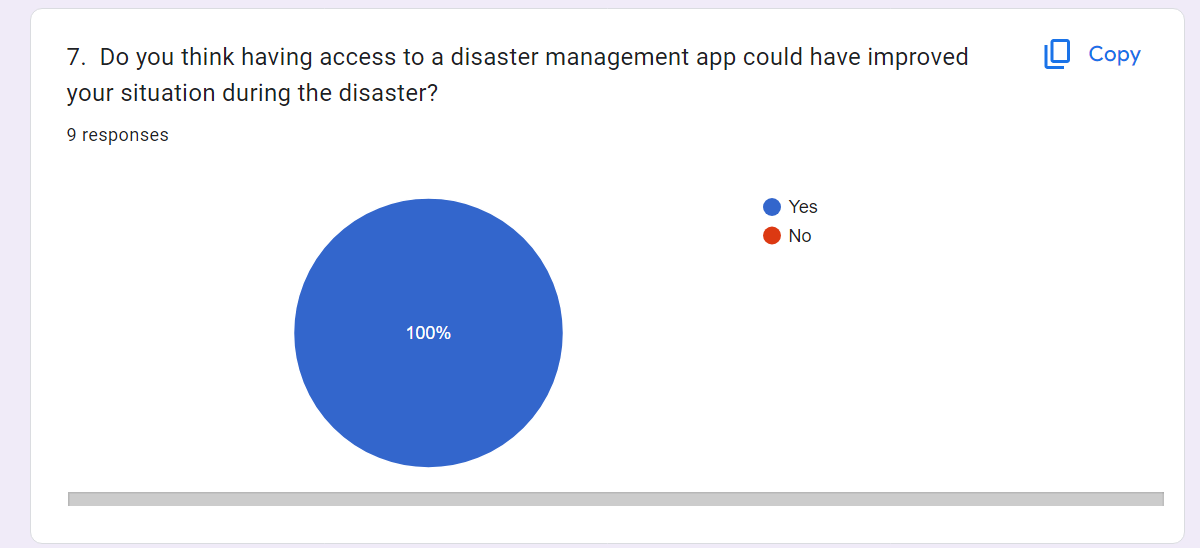 7. Do you think having access to a disaster management app could have improved
your situation during the disaster?
Copy
9 responses
Yes
No
100%